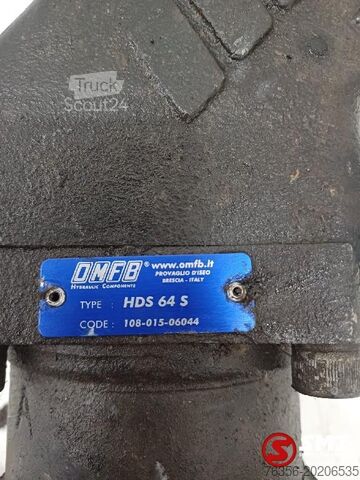 Truck
Scout24
OMFB® www.omfb.it
HYDRAULIC COMPONENTS
PROVAGLIO D'ISEO
BRESCIA - ITALY
TYPE : HDS 64 S
CODE : 108-015-06044
SMT
76356-20206535